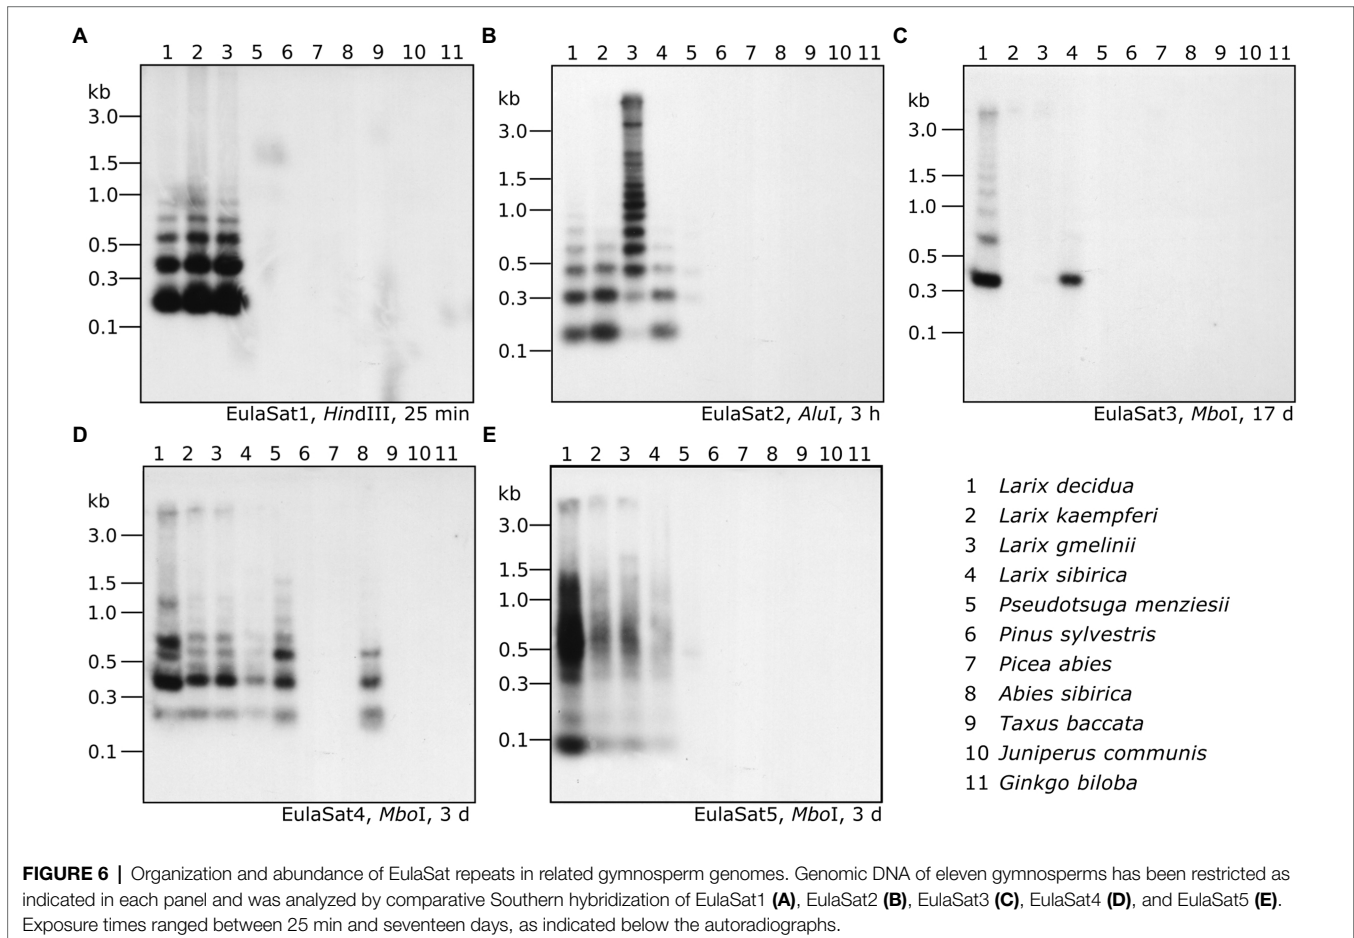 A
1 2 3 5 6 7 8 9 10 11
kb
3.0
1.5
1.0
0.5
0.3
0.1
EulaSat1, HindIII, 25 min
B
1 2 3 4 5 6 7 8 9 10 11
kb
3.0
1.5
1.0
0.5
0.3
0.1
EulaSat2, AluI, 3 h
C
1 2 3 4 5 6 7 8 9 10 11
kb
3.0
1.5
1.0
0.5
0.3
0.1
EulaSat3, MboI, 17 d
D
1 2 3 4 5 6 7 8 9 10 11
kb
3.0
1.5
1.0
0.5
0.3
0.1
EulaSat4, MboI, 3 d
E
1 2 3 4 5 6 7 8 9 10 11
kb
3.0
1.5
1.0
0.5
0.3
0.1
EulaSat5, MboI, 3 d
1 Larix decidua
2 Larix kaempferi
3 Larix gmelinii
4 Larix sibirica
5 Pseudotsuga menziesii
6 Pinus sylvestris
7 Picea abies
8 Abies sibirica
9 Taxus baccata
10 Juniperus communis
11 Ginkgo biloba
FIGURE 6 | Organization and abundance of EulaSat repeats in related gymnosperm genomes. Genomic DNA of eleven gymnosperms has been restricted as
indicated in each panel and was analyzed by comparative Southern hybridization of EulaSat1 (A), EulaSat2 (B), EulaSat3 (C), EulaSat4 (D), and EulaSat5 (E).
Exposure times ranged between 25 min and seventeen days, as indicated below the autoradiographs.